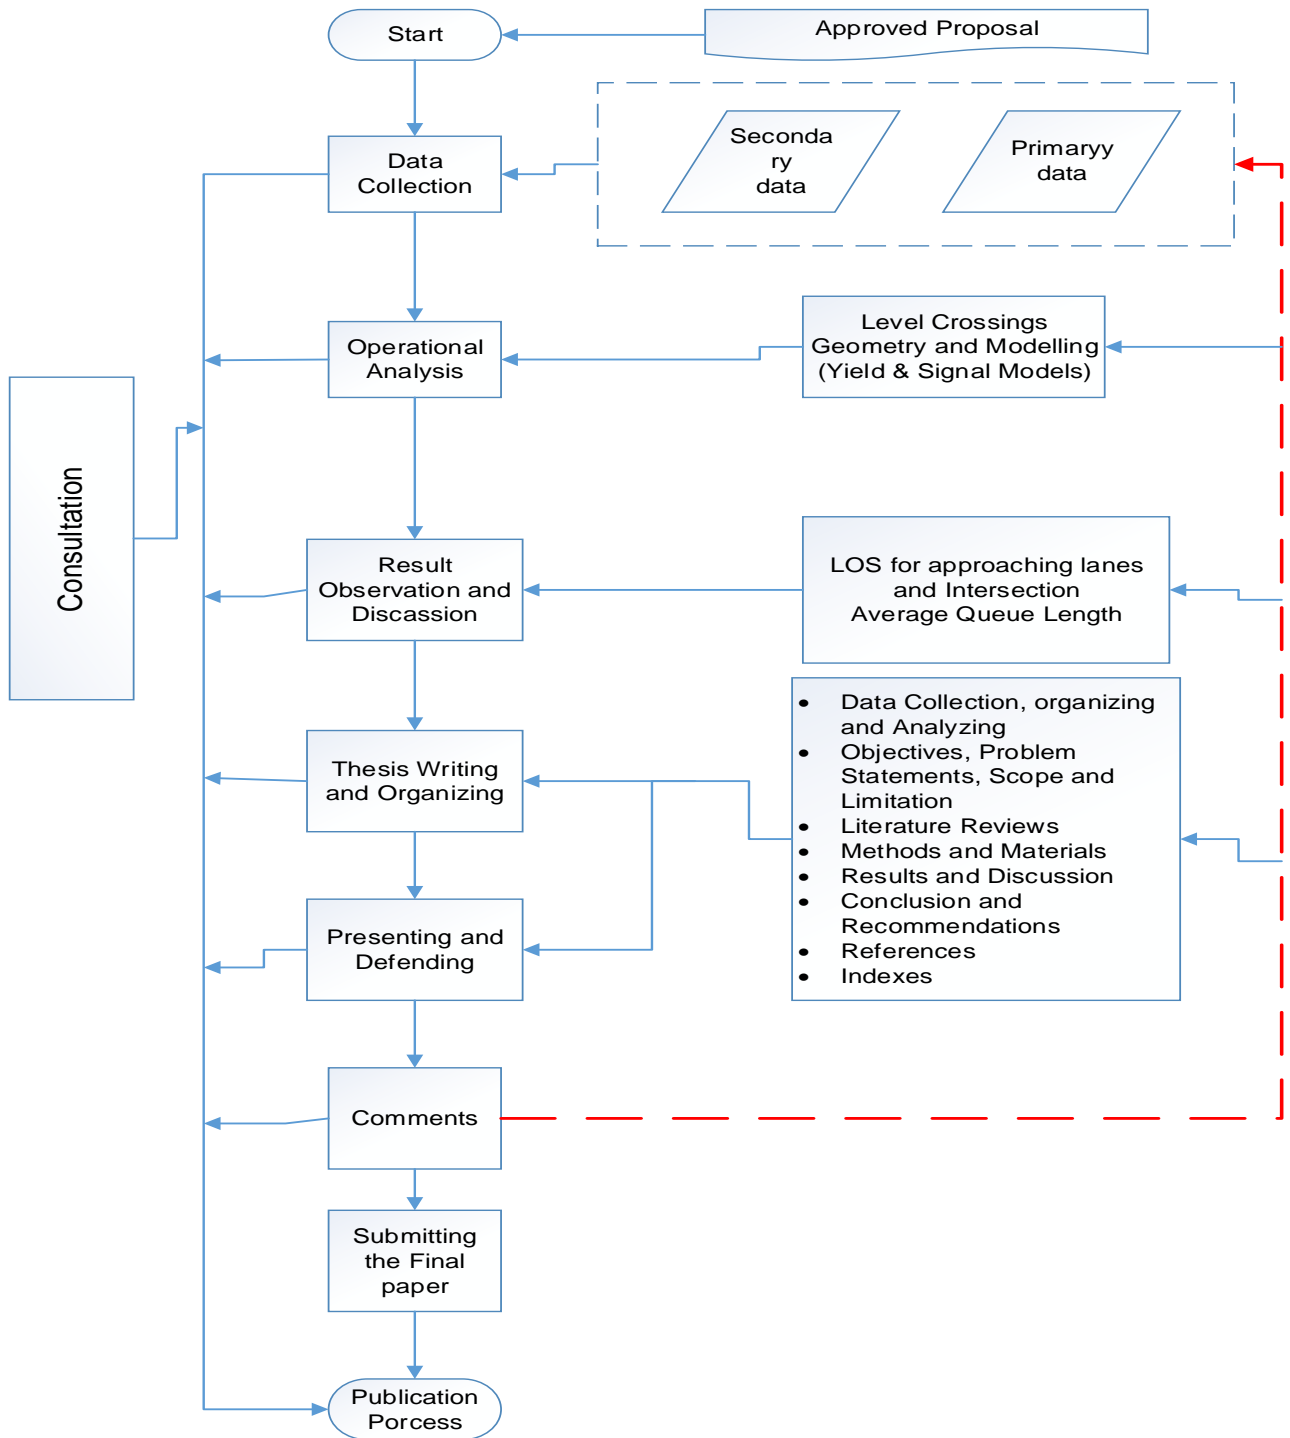 Start
Approved Proposal
Data
Collection
Seconda
ry
data
Primaryy
data
Operational
Analysis
Level Crossings
Geometry and Modelling
(Yield & Signal Models)
Consultation
Result
Observation and
Discassion
LOS for approaching lanes
and Intersection
Average Queue Length
Thesis Writing
and Organizing
• Data Collection, organizing
and Analyzing
• Objectives, Problem
Statements, Scope and
Limitation
• Literature Reviews
• Methods and Materials
• Results and Discussion
• Conclusion and
Recommendations
• References
• Indexes
Presenting and
Defending
Comments
Submitting
the Final
paper
Publication
Porcess